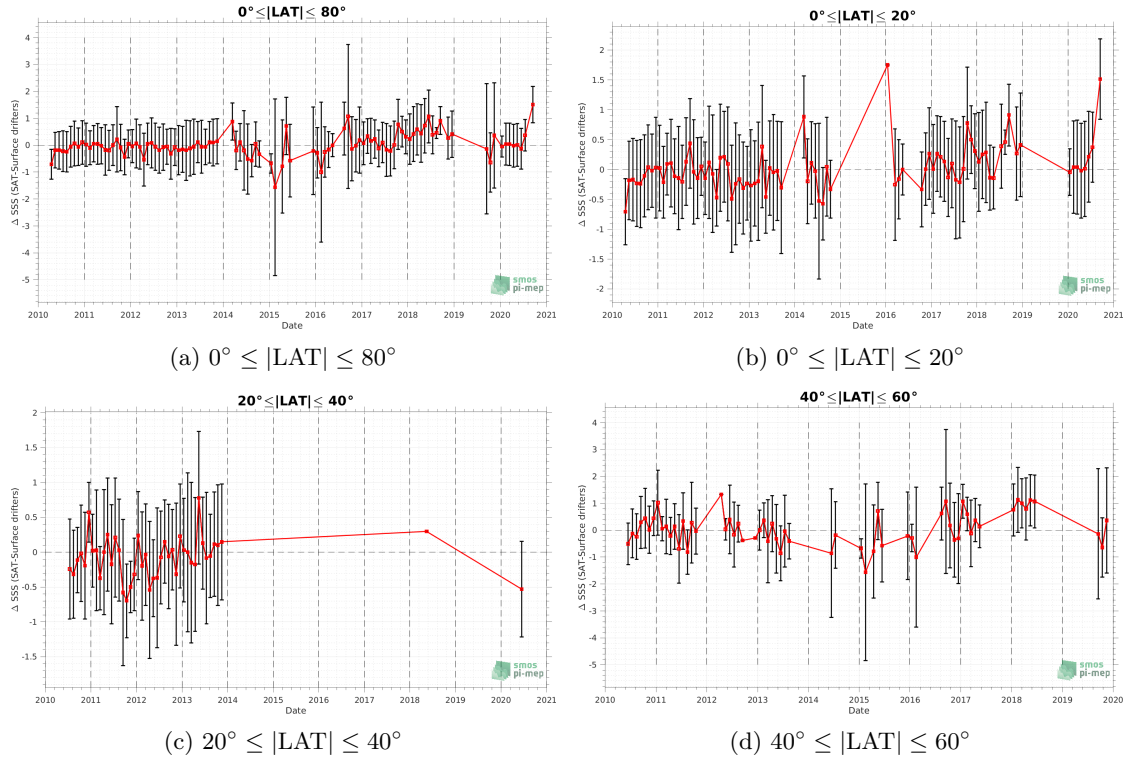 0°≤|LAT|≤ 80°
Δ SSS (SAT-Surface drifters)
4
3
2
1
0
-1
-2
-3
-4
-5
2010 2011 2012 2013 2014 2015 2016 2017 2018 2019 2020 2021
Date
smos
pi-mep
(a) 0° ≤ |LAT| ≤ 80°
0°≤|LAT|≤ 20°
Δ SSS (SAT-Surface drifters)
2
1.5
1
0.5
0
-0.5
-1
-1.5
-2
2010 2011 2012 2013 2014 2015 2016 2017 2018 2019 2020 2021
Date
smos
pi-mep
(b) 0° ≤ |LAT| ≤ 20°
20°≤|LAT|≤ 40°
Δ SSS (SAT-Surface drifters)
2
1.5
1
0.5
0
-0.5
-1
-1.5
2010 2011 2012 2013 2014 2015 2016 2017 2018 2019 2020 2021
Date
smos
pi-mep
(c) 20° ≤ |LAT| ≤ 40°
40°≤|LAT|≤ 60°
Δ SSS (SAT-Surface drifters)
4
3
2
1
0
-1
-2
-3
-4
-5
2010 2011 2012 2013 2014 2015 2016 2017 2018 2019 2020
Date
smos
pi-mep
(d) 40° ≤ |LAT| ≤ 60°